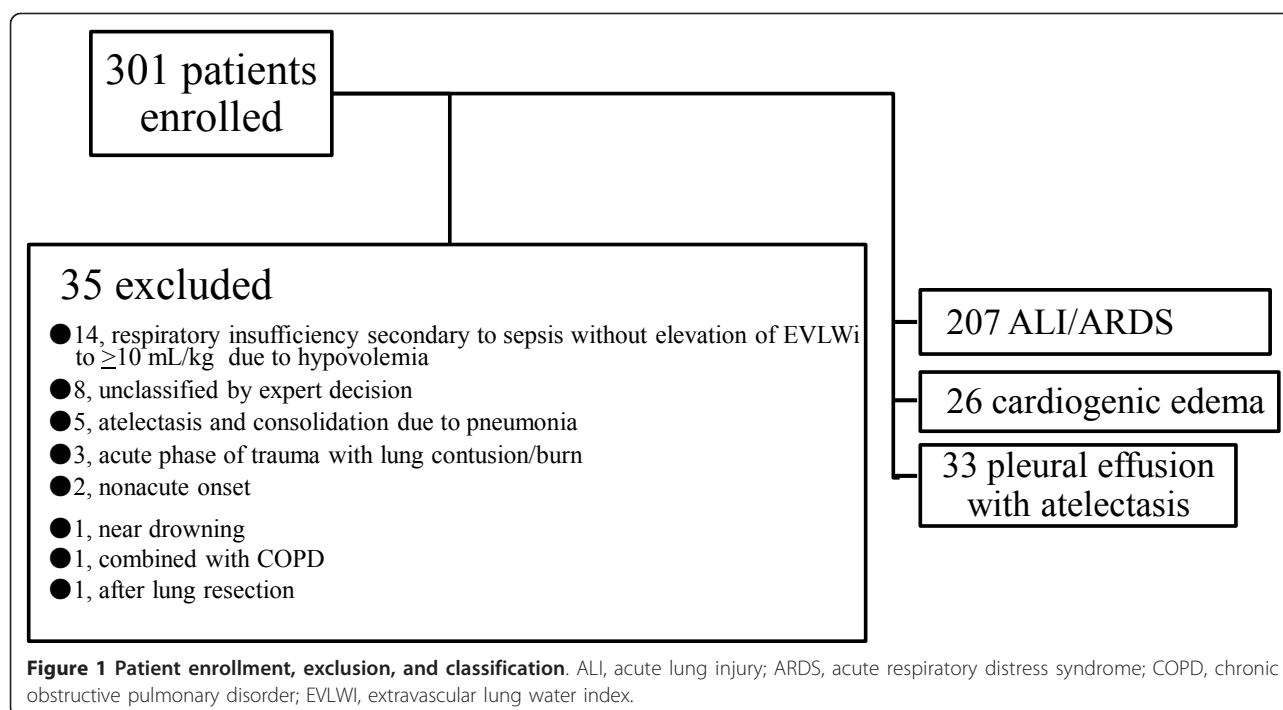 301 patients
enrolled
35 excluded
●14, respiratory insufficiency secondary to sepsis without elevation of EVLWi
to ≥10 mL/kg due to hypovolemia
●8, unclassified by expert decision
●5, atelectasis and consolidation due to pneumonia
●3, acute phase of trauma with lung contusion/burn
●2, nonacute onset
●1, near drowning
●1, combined with COPD
●1, after lung resection
207 ALI/ARDS
26 cardiogenic edema
33 pleural effusion
with atelectasis
Figure 1 Patient enrollment, exclusion, and classification. ALI, acute lung injury; ARDS, acute respiratory distress syndrome; COPD, chronic
obstructive pulmonary disorder; EVLWI, extravascular lung water index.